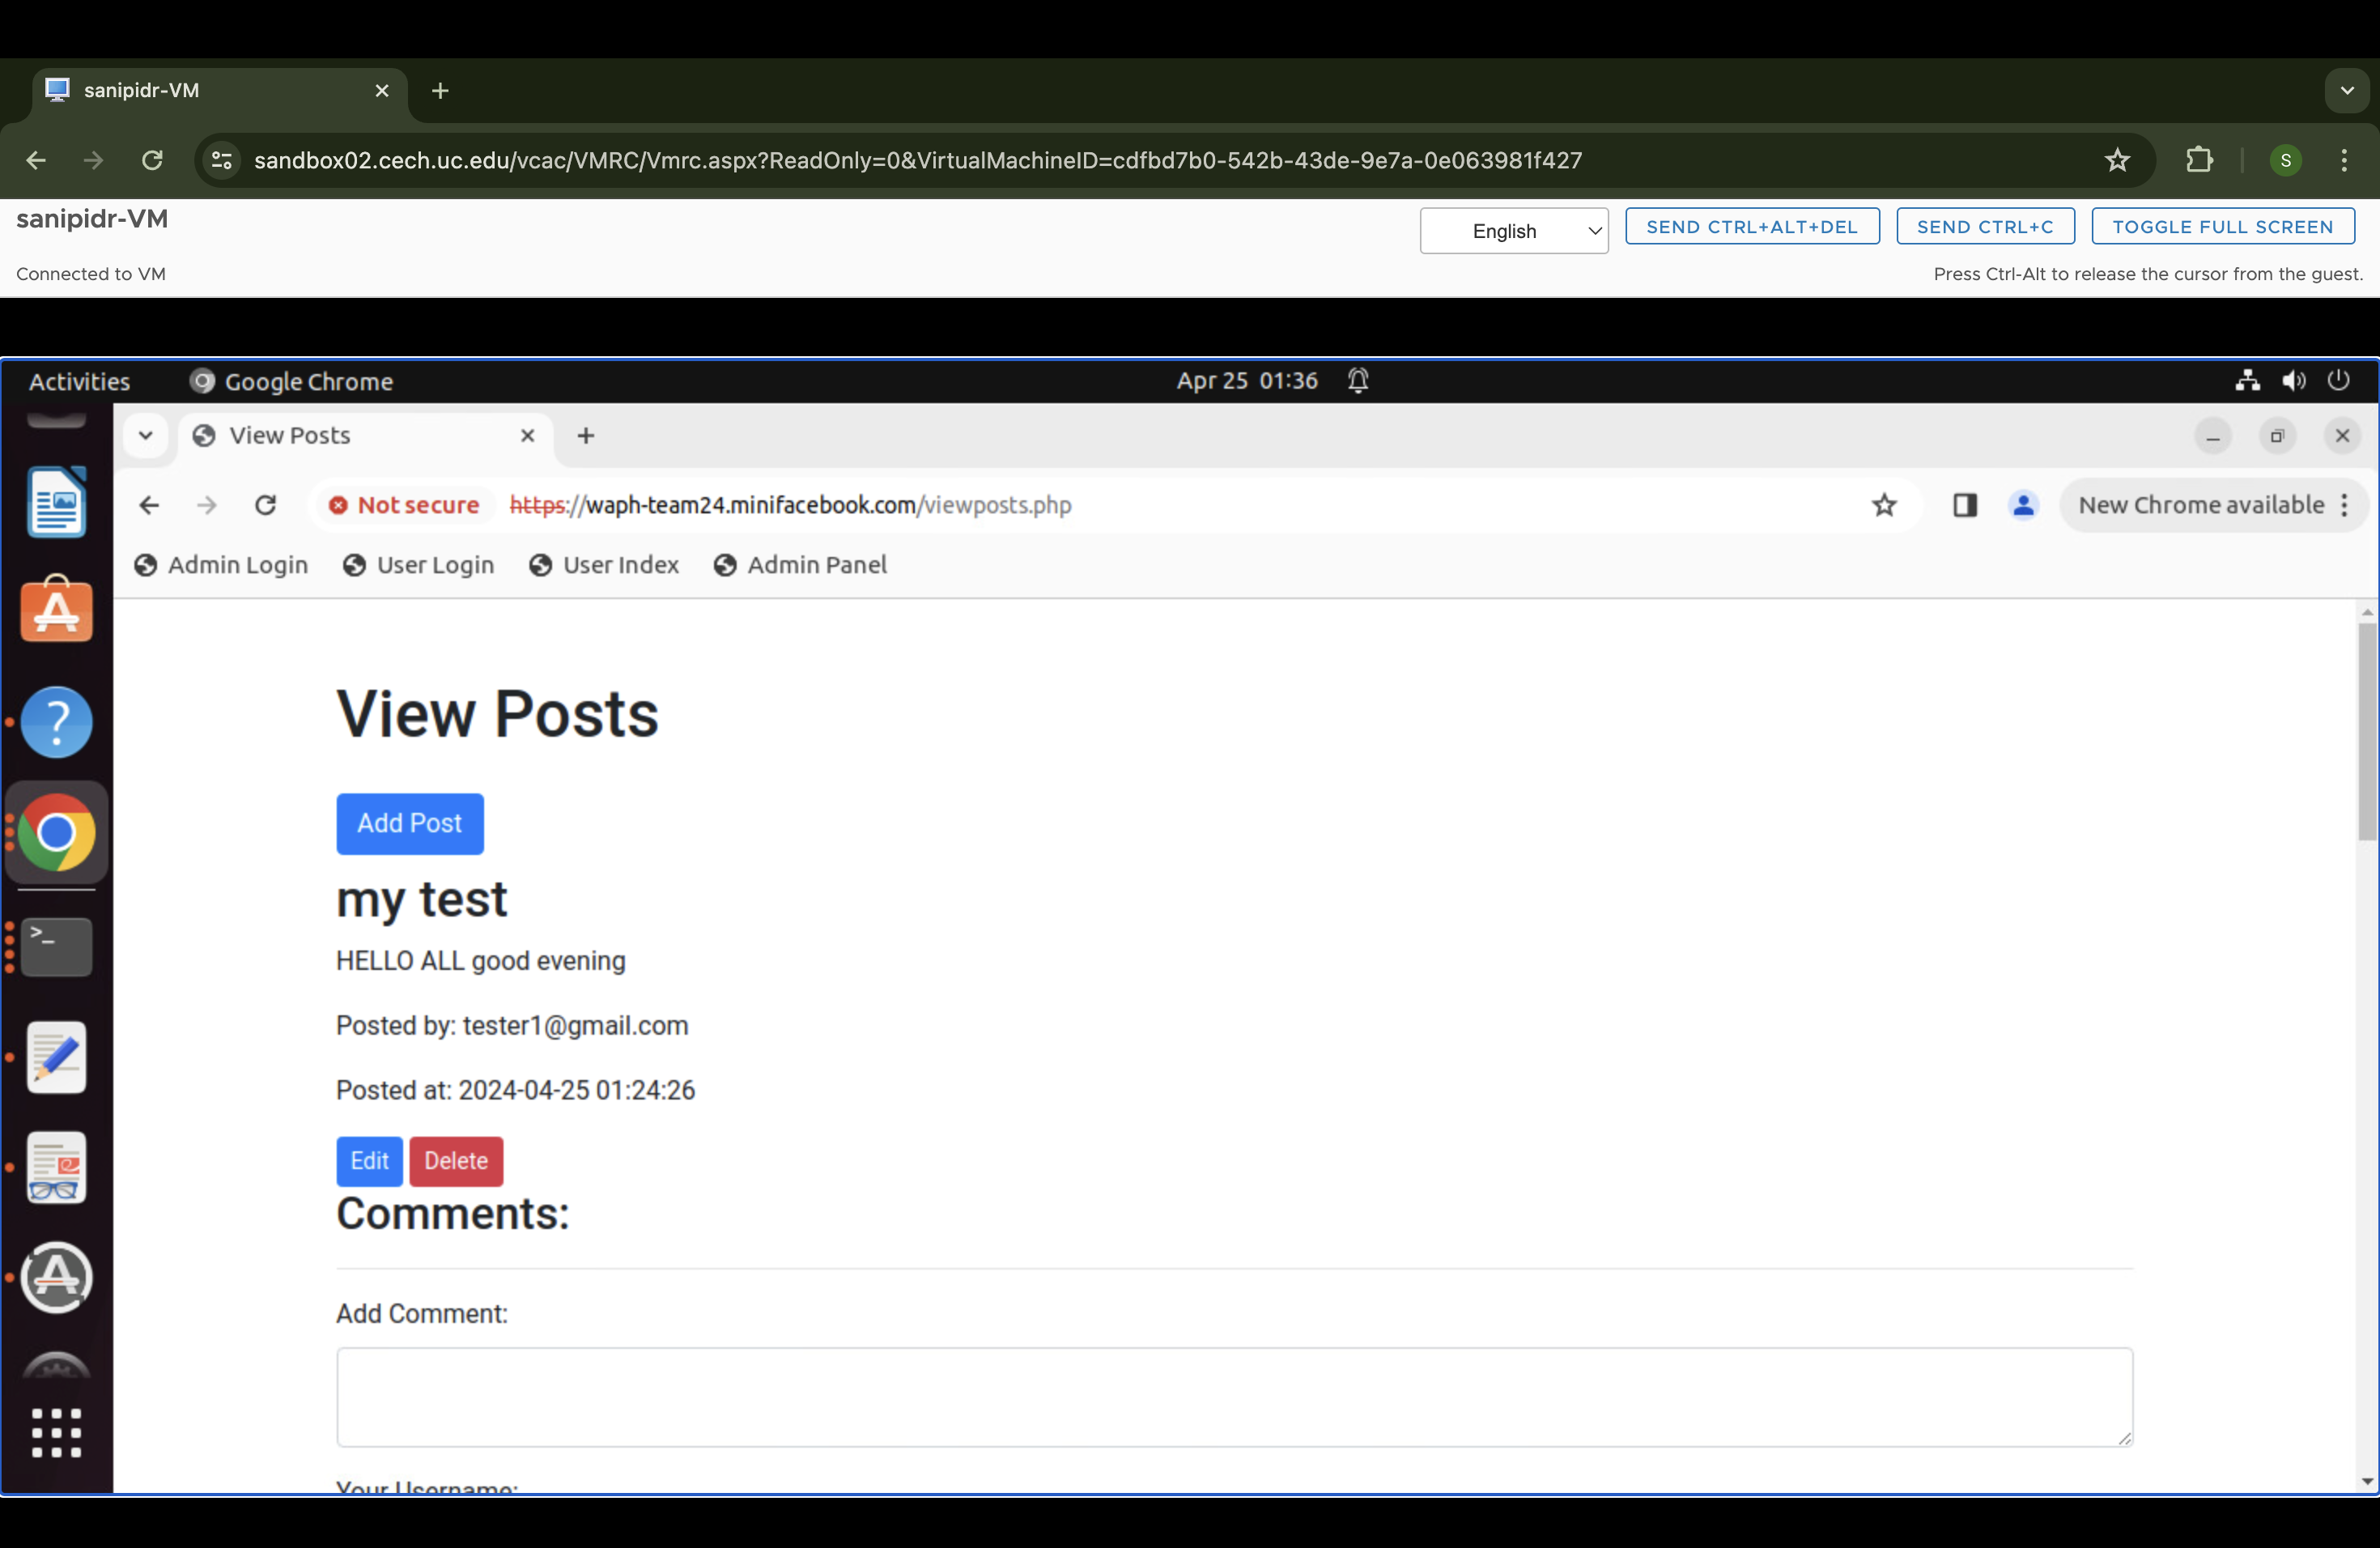 sanipidr-VM
sandbox02.cech.uc.edu/vcac/VMRC/Vmrc.aspx?ReadOnly=0&VirtualMachineID=cdfbd7b0-542b-43de-9e7a-0e063981f427
S
sanipidr-VM
English
SEND CTRL+ALT+DEL
SEND CTRL+C
TOGGLE FULL SCREEN
Connected to VM
Press Ctrl-Alt to release the cursor from the guest.
Activities
Google Chrome
Apr 25 01:36
View Posts
Not secure
https://waph-team24.minifacebook.com/viewposts.php
New Chrome available
Admin Login
User Login
User Index
Admin Panel
View Posts
Add Post
my test
HELLO ALL good evening
Posted by: tester1@gmail.com
Posted at: 2024-04-25 01:24:26
Edit
Delete
Comments:
Add Comment:
Your Username: